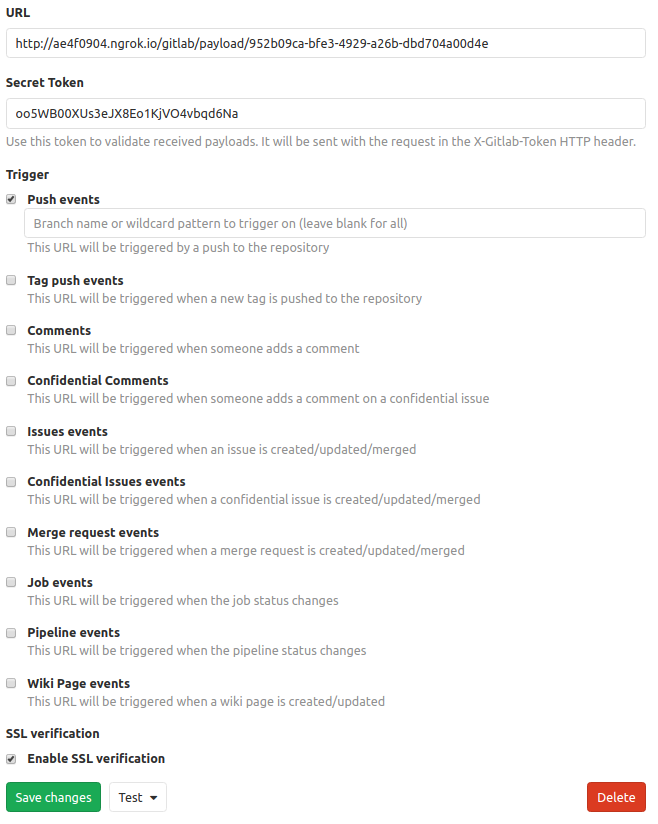 URL
http://ae4f0904.ngrok.io/gitlab/payload/952b09ca-bfe3-4929-a26b-dbd704a00d4e
Secret Token
oo5WB00XUs3eJX8Eo1KjVO4vbqd6Na
Use this token to validate received payloads. It will be sent with the request in the X-Gitlab-Token HTTP header.
Trigger
Push events
Branch name or wildcard pattern to trigger on (leave blank for all)
This URL will be triggered by a push to the repository
Tag push events
This URL will be triggered when a new tag is pushed to the repository
Comments
This URL will be triggered when someone adds a comment
Confidential Comments
This URL will be triggered when someone adds a comment on a confidential issue
Issues events
This URL will be triggered when an issue is created/updated/merged
Confidential Issues events
This URL will be triggered when a confidential issue is created/updated/merged
Merge request events
This URL will be triggered when a merge request is created/updated/merged
Job events
This URL will be triggered when the job status changes
Pipeline events
This URL will be triggered when the pipeline status changes
Wiki Page events
This URL will be triggered when a wiki page is created/updated
SSL verification
Enable SSL verification
Save changes Test Delete